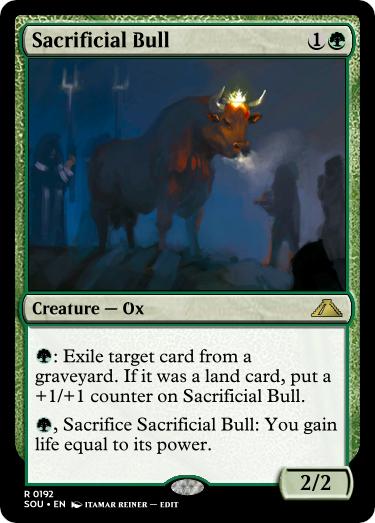 Sacrificial Bull 1
Creature — Ox
: Exile target card from a
graveyard. If it was a land card, put a
+1/+1 counter on Sacrificial Bull.
, Sacrifice Sacrificial Bull: You gain
life equal to its power.
2/2
R 0192
SOU • EN ITAMAR REINER — EDIT